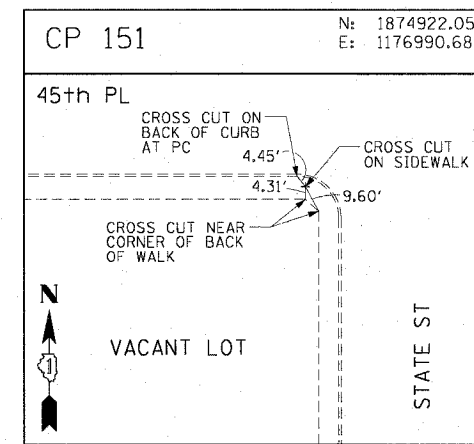 CP 151
N: 1874922.05
E: 1176990.68
45th PL
CROSS CUT ON
BACK OF CURB
AT PC
4.45'
CROSS CUT
ON SIDEWALK
4.31'
9.60'
CROSS CUT NEAR
CORNER OF BACK
OF WALK
N
1
VACANT LOT
STATE ST